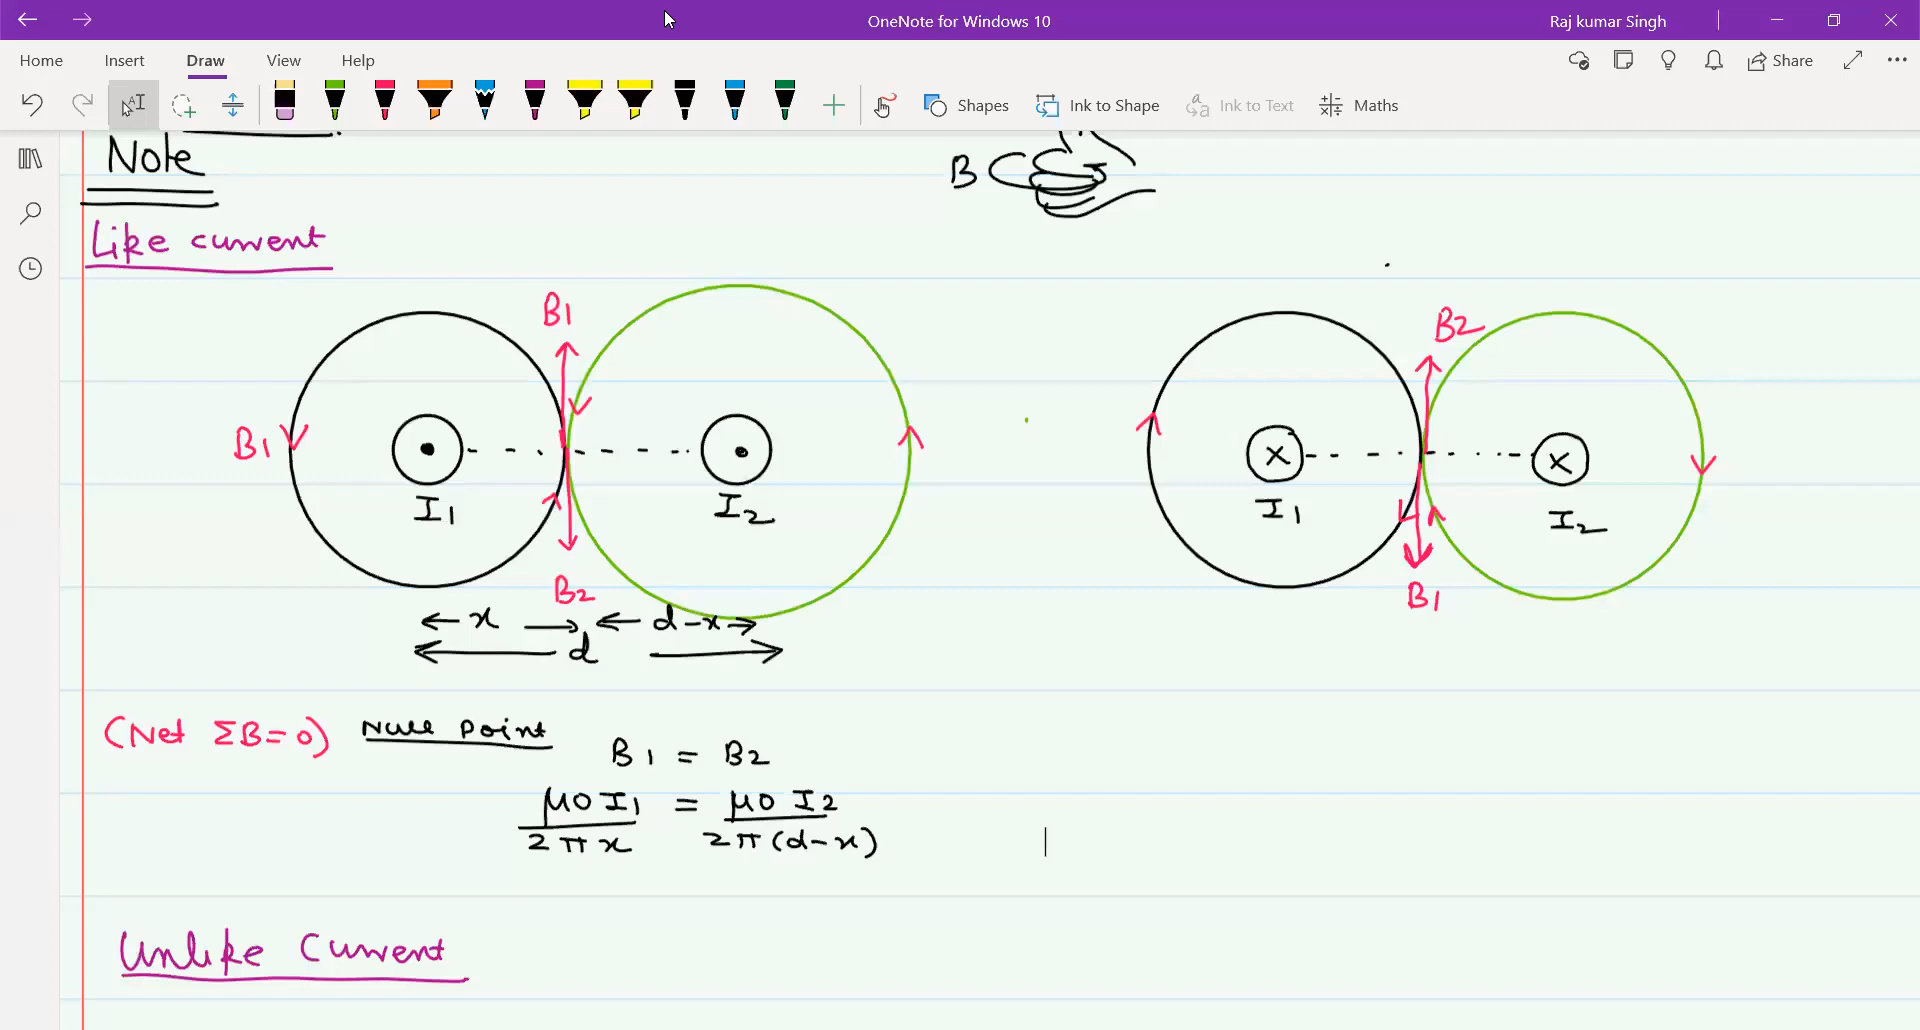 OneNote for Windows 10
Raj kumar Singh
Home Insert Draw View Help
Share
Shapes Ink to Shape Ink to Text Maths
Note
B
Like current
B1
B2
B1
I1
I2
I1
I2
B2
B1
x d-x
d
(Net ΣB=0) Null Point
B1 = B2
μ0 I1 = μ0 I2
2πx 2π(d-x)
Unlike Current